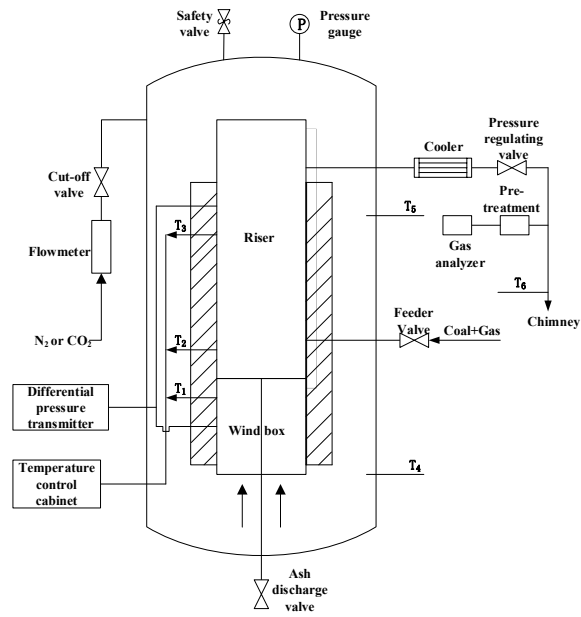 Safety
valve
P
Pressure
gauge
Pressure
regulating
valve
Cooler
Cut-off
valve
Pre-
treatment
T5
T3
Riser
Flowmeter
Gas
analyzer
T6
Chimney
Feeder
Valve
Coal+Gas
N2 or CO2
T2
Differential
pressure
transmitter
T1
Wind box
Temperature
control
cabinet
T4
Ash
discharge
valve